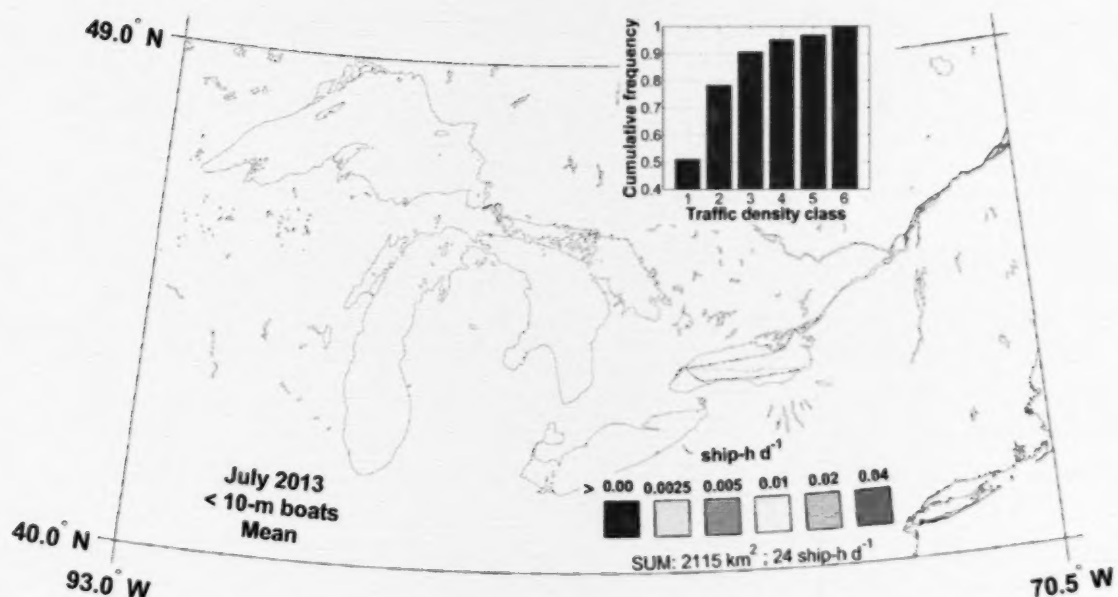 49.0° N
Cumulative frequency
1
0.9
0.8
0.7
0.6
0.5
0.4
1 2 3 4 5 6
Traffic density class
July 2013
< 10-m boats
Mean
ship-h d⁻¹
> 0.00 0.0025 0.005 0.01 0.02 0.04
SUM: 2115 km² ; 24 ship-h d⁻¹
40.0° N
93.0° W
70.5° W